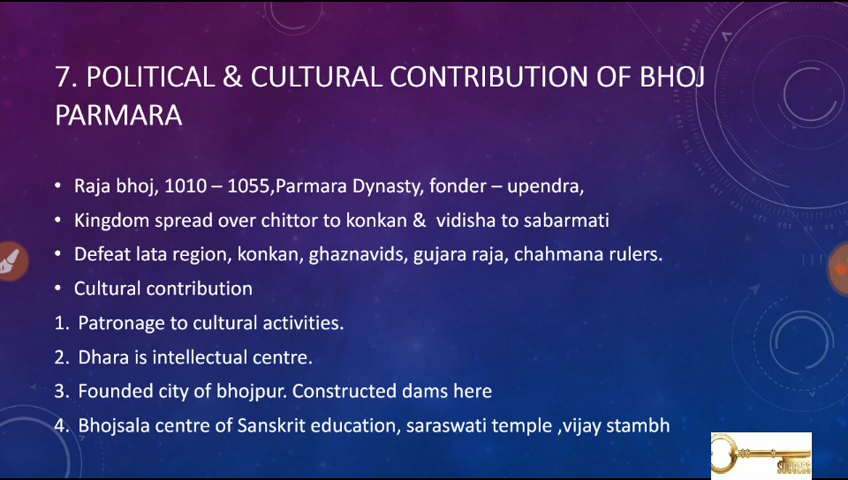 7. POLITICAL & CULTURAL CONTRIBUTION OF BHOJ
PARMARA
• Raja bhoj, 1010 – 1055,Parmara Dynasty, fonder – upendra,
• Kingdom spread over chittor to konkan & vidisha to sabarmati
• Defeat lata region, konkan, ghaznavids, gujara raja, chahmana rulers.
• Cultural contribution
1. Patronage to cultural activities.
2. Dhara is intellectual centre.
3. Founded city of bhojpur. Constructed dams here
4. Bhojsala centre of Sanskrit education, saraswati temple ,vijay stambh
SUCCESS